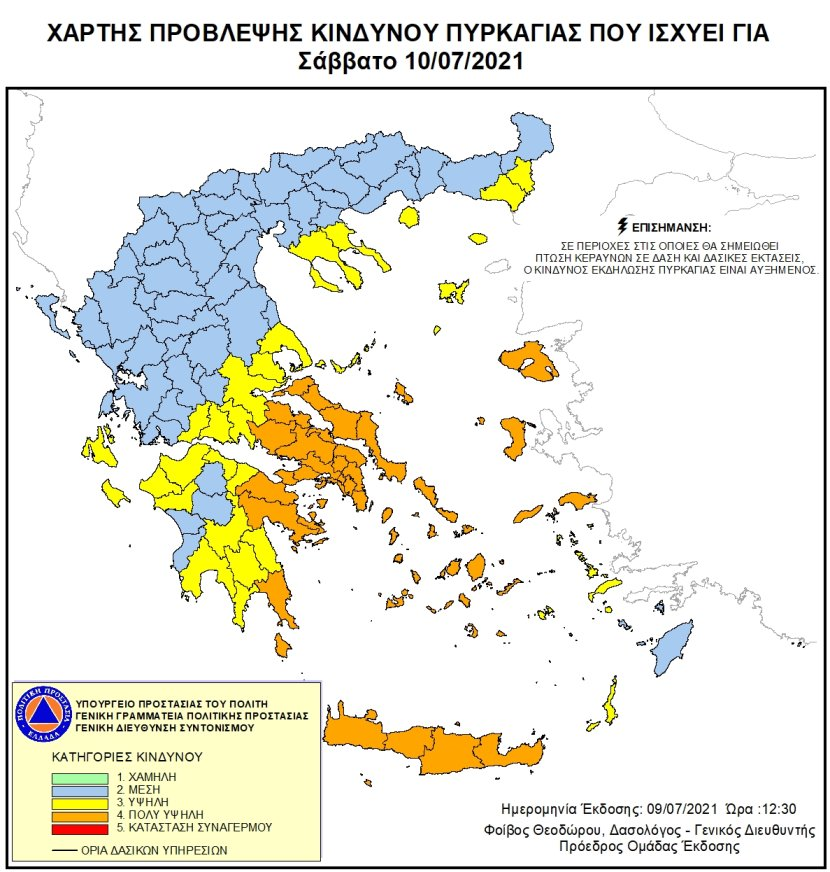 ΧΑΡΤΗΣ ΠΡΟΒΛΕΨΗΣ ΚΙΝΔΥΝΟΥ ΠΥΡΚΑΓΙΑΣ ΠΟΥ ΙΣΧΥΕΙ ΓΙΑ
Σάββατο 10/07/2021
ΕΠΙΣΗΜΑΝΣΗ:
ΣΕ ΠΕΡΙΟΧΕΣ ΣΤΙΣ ΟΠΟΙΕΣ ΘΑ ΣΗΜΕΙΩΘΕΙ
ΠΤΩΣΗ ΚΕΡΑΥΝΩΝ ΣΕ ΔΑΣΗ ΚΑΙ ΔΑΣΙΚΕΣ ΕΚΤΑΣΕΙΣ,
Ο ΚΙΝΔΥΝΟΣ ΕΚΔΗΛΩΣΗΣ ΠΥΡΚΑΓΙΑΣ ΕΙΝΑΙ ΑΥΞΗΜΕΝΟΣ.
ΠΟΛΙΤΙΚΗ ΠΡΟΣΤΑΣΙΑ
ΕΛΛΑΔΑ
ΥΠΟΥΡΓΕΙΟ ΠΡΟΣΤΑΣΙΑΣ ΤΟΥ ΠΟΛΙΤΗ
ΓΕΝΙΚΗ ΓΡΑΜΜΑΤΕΙΑ ΠΟΛΙΤΙΚΗΣ ΠΡΟΣΤΑΣΙΑΣ
ΓΕΝΙΚΗ ΔΙΕΥΘΥΝΣΗ ΣΥΝΤΟΝΙΣΜΟΥ
ΚΑΤΗΓΟΡΙΕΣ ΚΙΝΔΥΝΟΥ
1. ΧΑΜΗΛΗ
2. ΜΕΣΗ
3. ΥΨΗΛΗ
4. ΠΟΛΥ ΥΨΗΛΗ
5. ΚΑΤΑΣΤΑΣΗ ΣΥΝΑΓΕΡΜΟΥ
ΟΡΙΑ ΔΑΣΙΚΩΝ ΥΠΗΡΕΣΙΩΝ
Ημερομηνία Έκδοσης: 09/07/2021 Ώρα :12:30
Φοίβος Θεοδώρου, Δασολόγος - Γενικός Διευθυντής
Πρόεδρος Ομάδας Έκδοσης